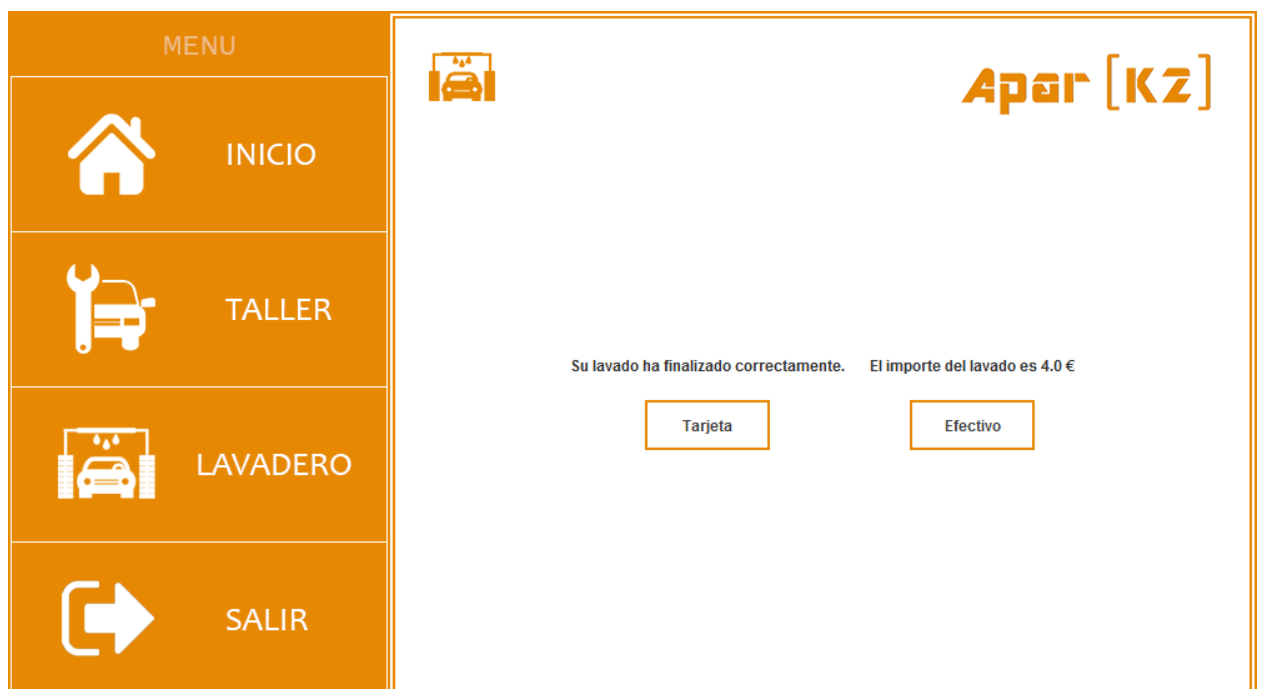 MENU
INICIO
TALLER
LAVADERO
SALIR
Apar [K2]
Su lavado ha finalizado correctamente. El importe del lavado es 4.0 €
Tarjeta Efectivo